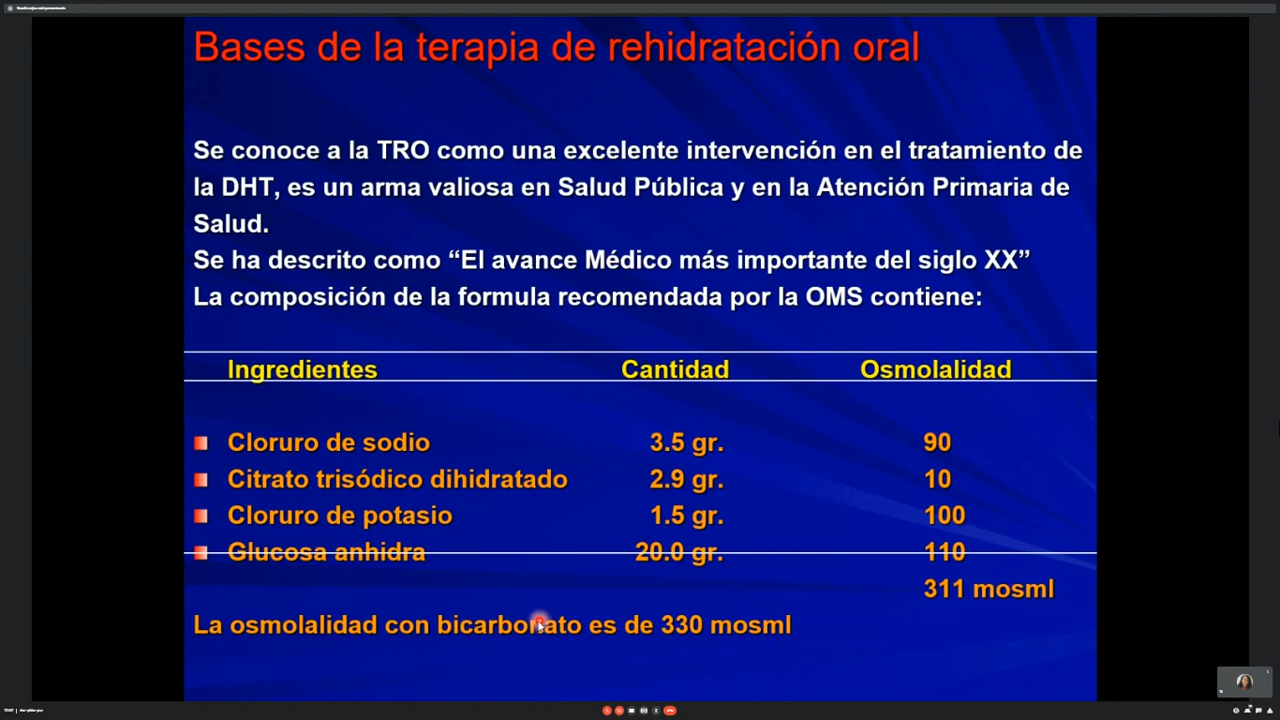 Bases de la terapia de rehidratación oral
Se conoce a la TRO como una excelente intervención en el tratamiento de
la DHT, es un arma valiosa en Salud Pública y en la Atención Primaria de
Salud.
Se ha descrito como “El avance Médico más importante del siglo XX”
La composición de la formula recomendada por la OMS contiene:
Ingredientes Cantidad Osmolalidad
Cloruro de sodio 3.5 gr. 90
Citrato trisódico dihidratado 2.9 gr. 10
Cloruro de potasio 1.5 gr. 100
Glucosa anhidra 20.0 gr. 110
311 mosml
La osmolalidad con bicarbonato es de 330 mosml